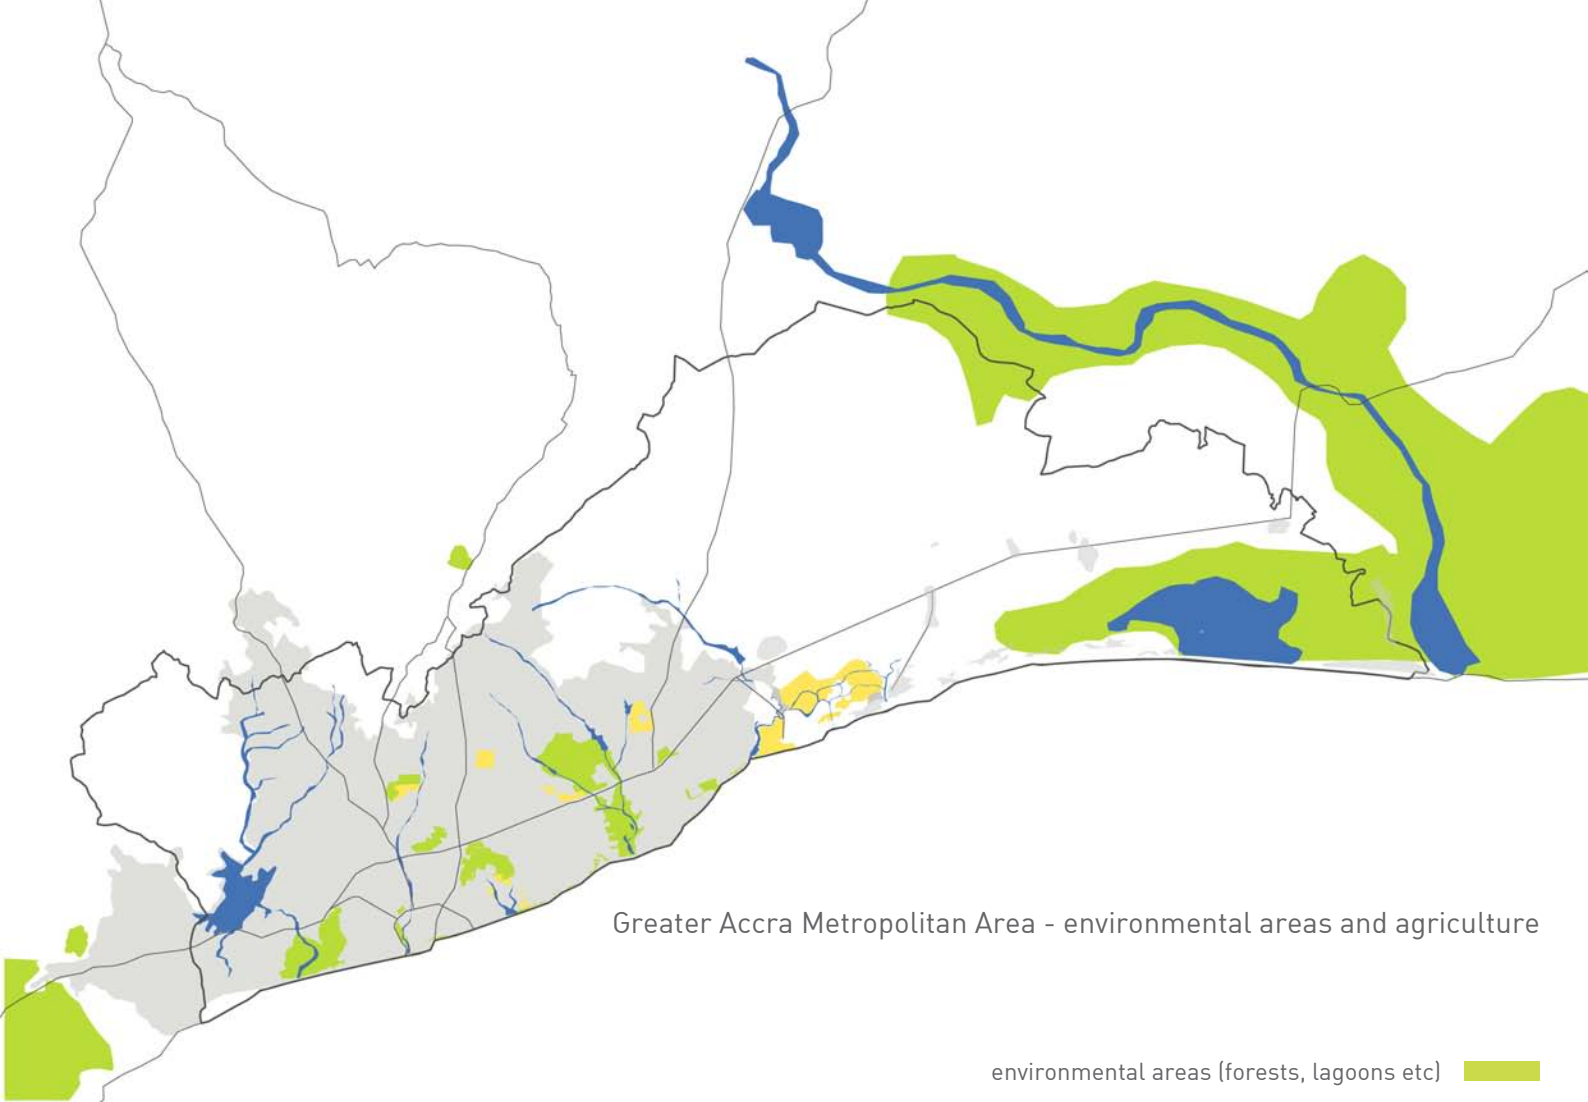 Greater Accra Metropolitan Area - environmental areas and agriculture
environmental areas (forests, lagoons etc)